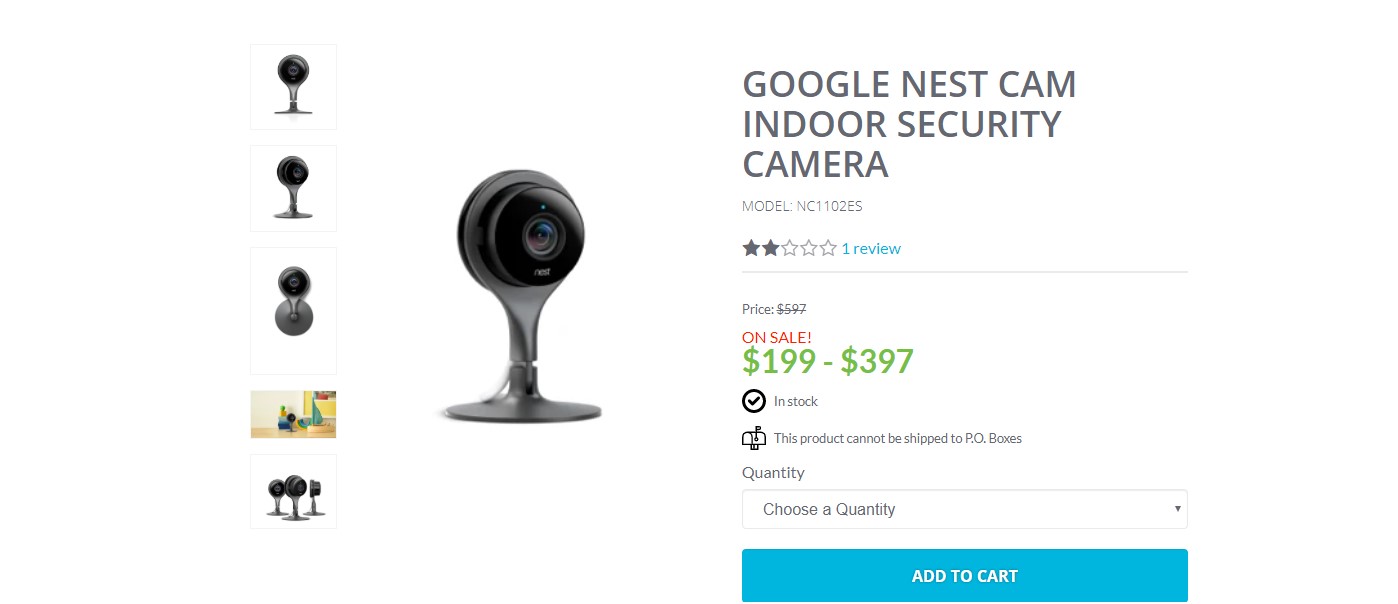 nest
GOOGLE NEST CAM
INDOOR SECURITY
CAMERA
MODEL: NC1102ES
1 review
Price: $597
ON SALE!
$199 - $397
In stock
This product cannot be shipped to P.O. Boxes
Quantity
Choose a Quantity
ADD TO CART